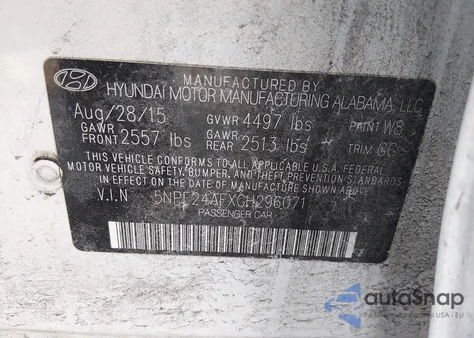 MANUFACTURED BY
HYUNDAI MOTOR MANUFACTURING ALABAMA, LLC
Aug/28/15 GVWR 4497 lbs PAINT W8
GAWR FRONT 2557 lbs GAWR REAR 2513 lbs TRIM
THIS VEHICLE CONFORMS TO ALL APPLICABLE U.S.A. FEDERAL
MOTOR VEHICLE SAFETY, BUMPER, AND THEFT PREVENTION STANDARDS
IN EFFECT ON THE DATE OF MANUFACTURE SHOWN ABOVE.
V.I.N 5NPE24AFXGH296071
PASSENGER CAR
autoSnap